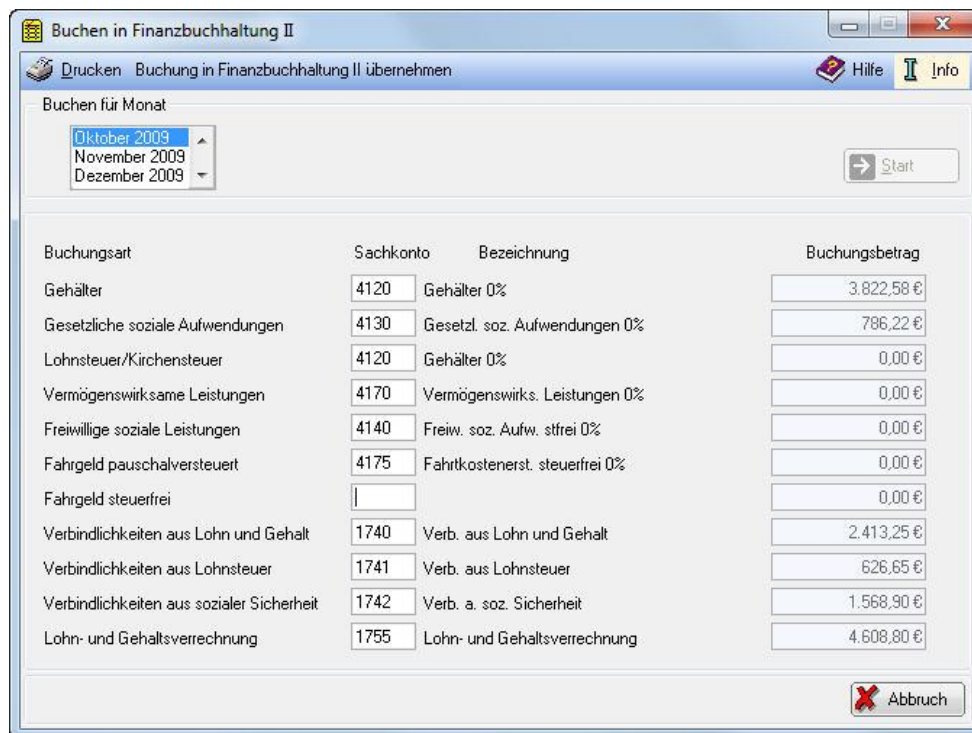 Buchen in Finanzbuchhaltung II
Drucken Buchung in Finanzbuchhaltung II übernehmen Hilfe Info
Buchen für Monat
Oktober 2009
November 2009
Dezember 2009
Start
Buchungsart Sachkonto Bezeichnung Buchungsbetrag
Gehälter 4120 Gehälter 0% 3.822,58 €
Gesetzliche soziale Aufwendungen 4130 Gesetzl. soz. Aufwendungen 0% 786,22 €
Lohnsteuer/Kirchensteuer 4120 Gehälter 0% 0,00 €
Vermögenswirksame Leistungen 4170 Vermögenswirks. Leistungen 0% 0,00 €
Freiwillige soziale Leistungen 4140 Freiw. soz. Aufw. stfrei 0% 0,00 €
Fahrgeld pauschalversteuert 4175 Fahrtkostenerst. steuerfrei 0% 0,00 €
Fahrgeld steuerfrei 0,00 €
Verbindlichkeiten aus Lohn und Gehalt 1740 Verb. aus Lohn und Gehalt 2.413,25 €
Verbindlichkeiten aus Lohnsteuer 1741 Verb. aus Lohnsteuer 626,65 €
Verbindlichkeiten aus sozialer Sicherheit 1742 Verb. a. soz. Sicherheit 1.568,90 €
Lohn- und Gehaltsverrechnung 1755 Lohn- und Gehaltsverrechnung 4.608,80 €
Abbruch